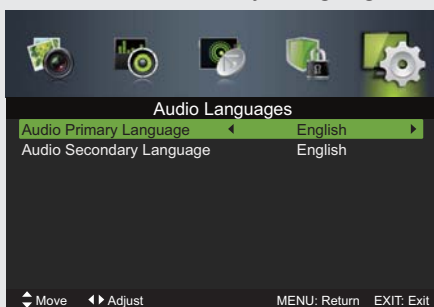 Audio Languages
Audio Primary Language English
Audio Secondary Language English
Move Adjust MENU: Return EXIT: Exit